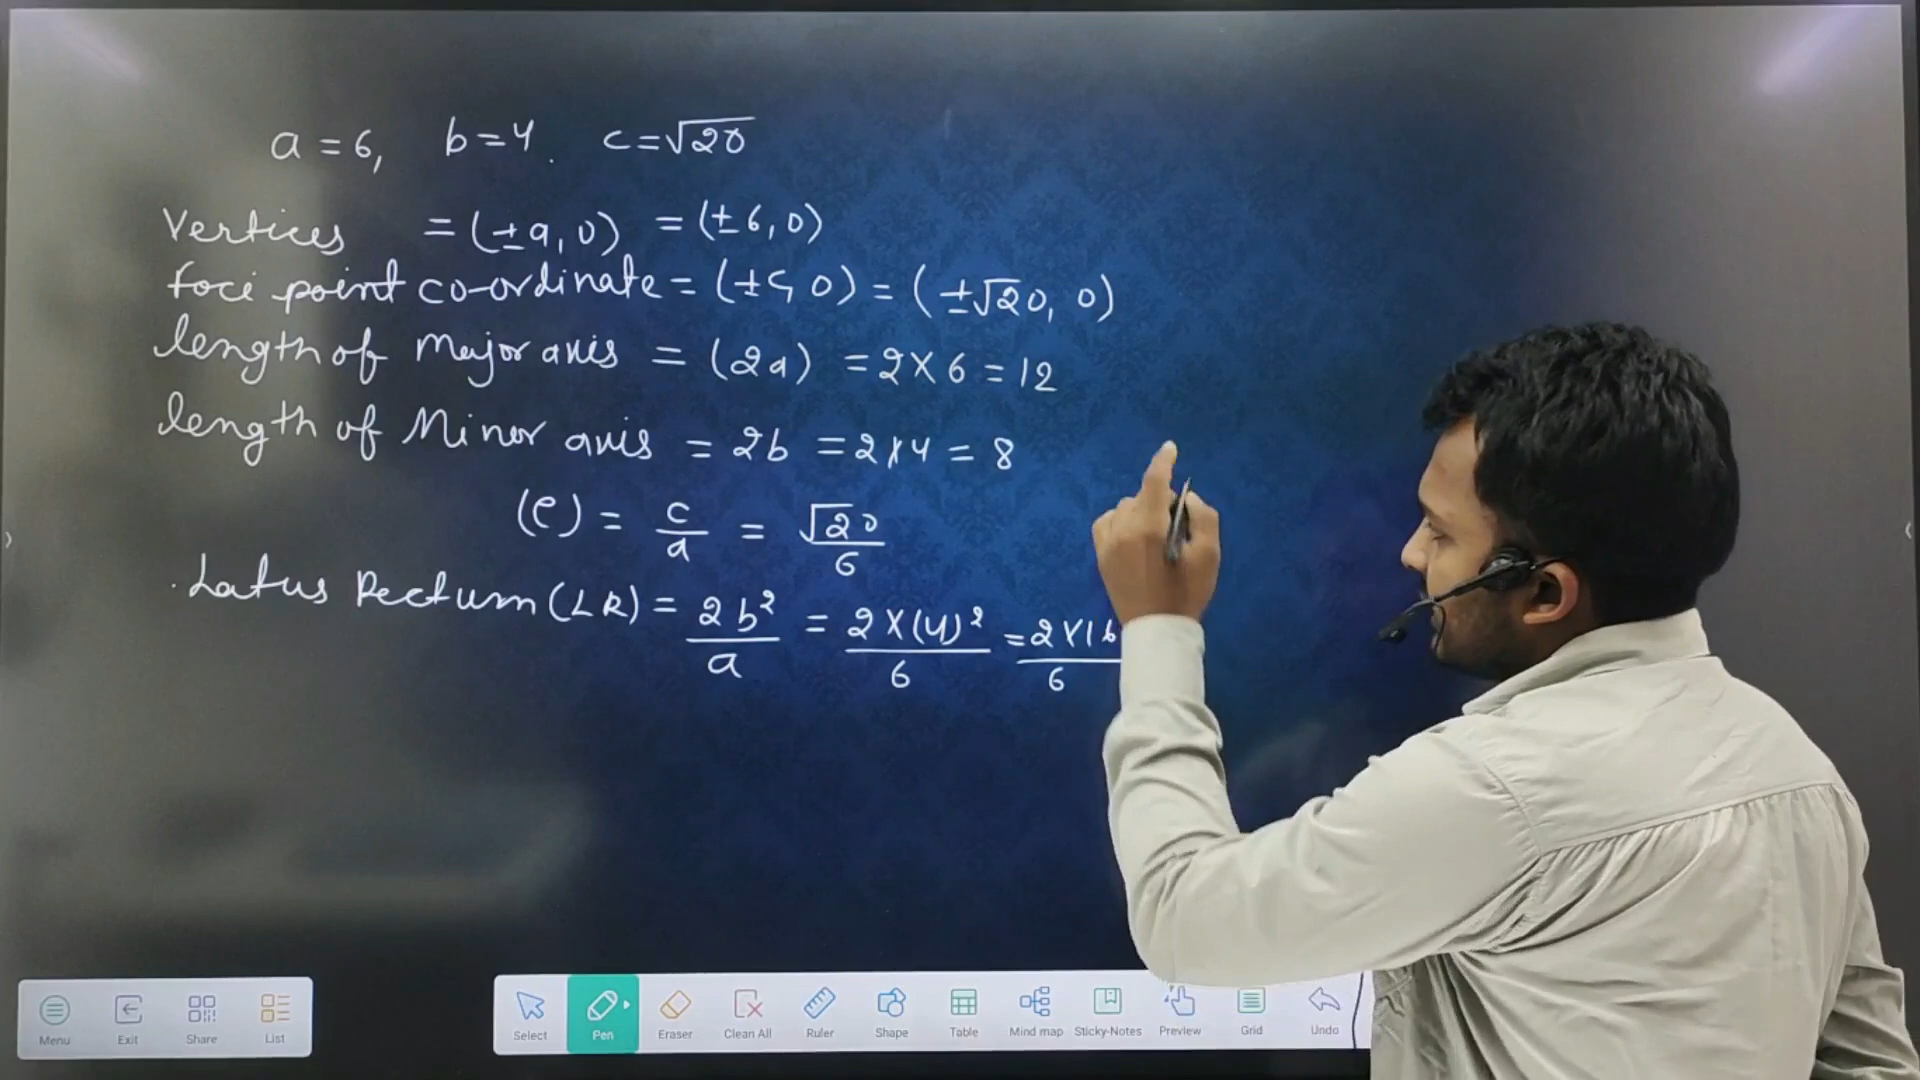 a = 6, b = 4. c = √20
Vertices = (±a, 0) = (±6, 0)
foci point co-ordinate = (±c, 0) = (±√20, 0)
length of Major axis = (2a) = 2 × 6 = 12
length of Minor axis = 2b = 2 × 4 = 8
(e) = c/a = √20/6
Latus Rectum (LR) = 2b²/a = 2×(4)²/6 = 2×16/6
Menu Exit Share List Select Pen Eraser Clean All Ruler Shape Table Mind map Sticky-Notes Preview Grid Undo